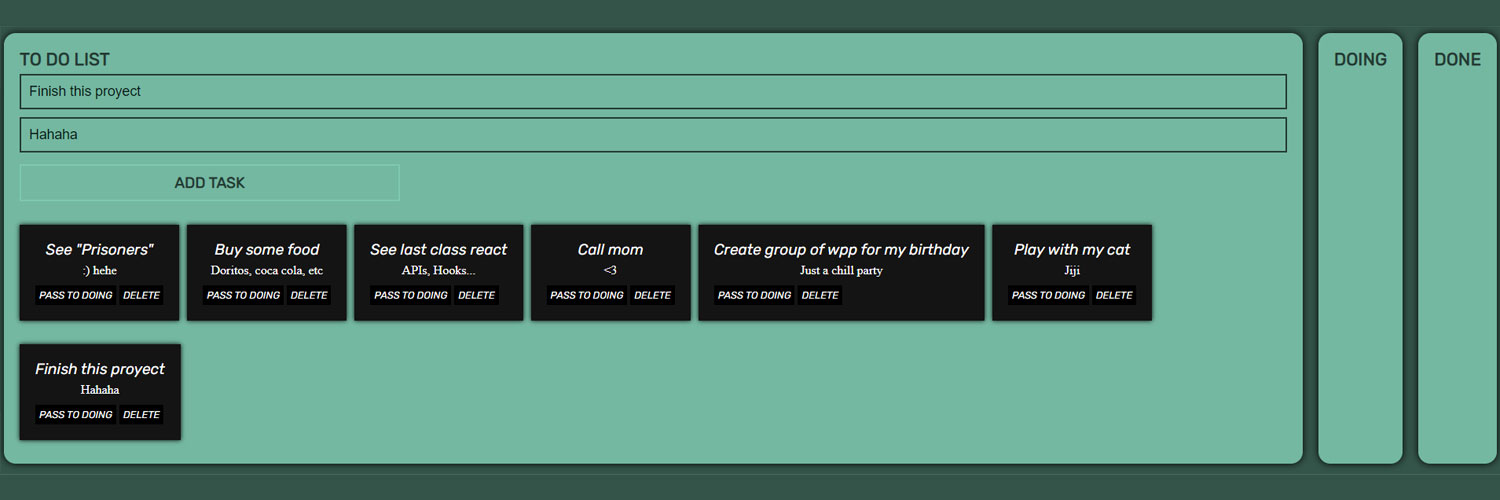 TO DO LIST
Finish this proyect
Hahaha
ADD TASK
See "Prisoners"
:) hehe
PASS TO DOING DELETE
Buy some food
Doritos, coca cola, etc
PASS TO DOING DELETE
See last class react
APIs, Hooks...
PASS TO DOING DELETE
Call mom
<3
PASS TO DOING DELETE
Create group of wpp for my birthday
Just a chill party
PASS TO DOING DELETE
Play with my cat
Jiji
PASS TO DOING DELETE
Finish this proyect
Hahaha
PASS TO DOING DELETE
DOING
DONE